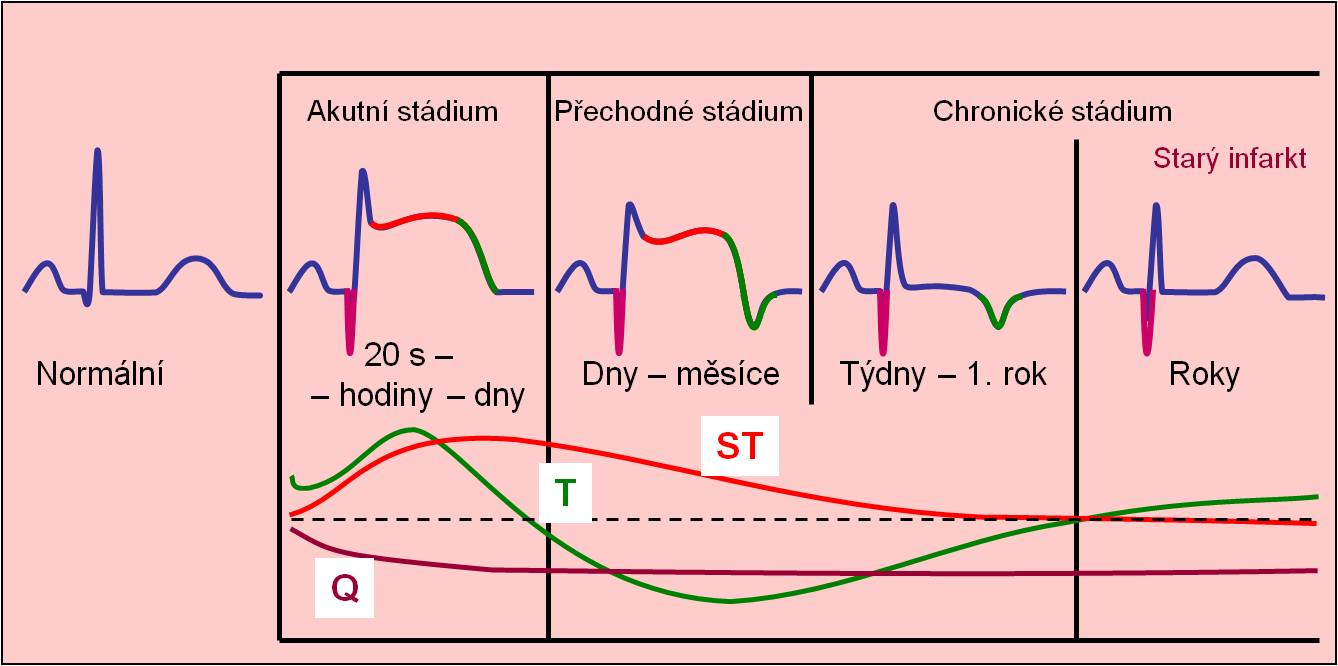 Akutní stádium
Přechodné stádium
Chronické stádium
Starý infarkt
Normální
20 s –
– hodiny – dny
Dny – měsíce
Týdny – 1. rok
Roky
ST
T
Q